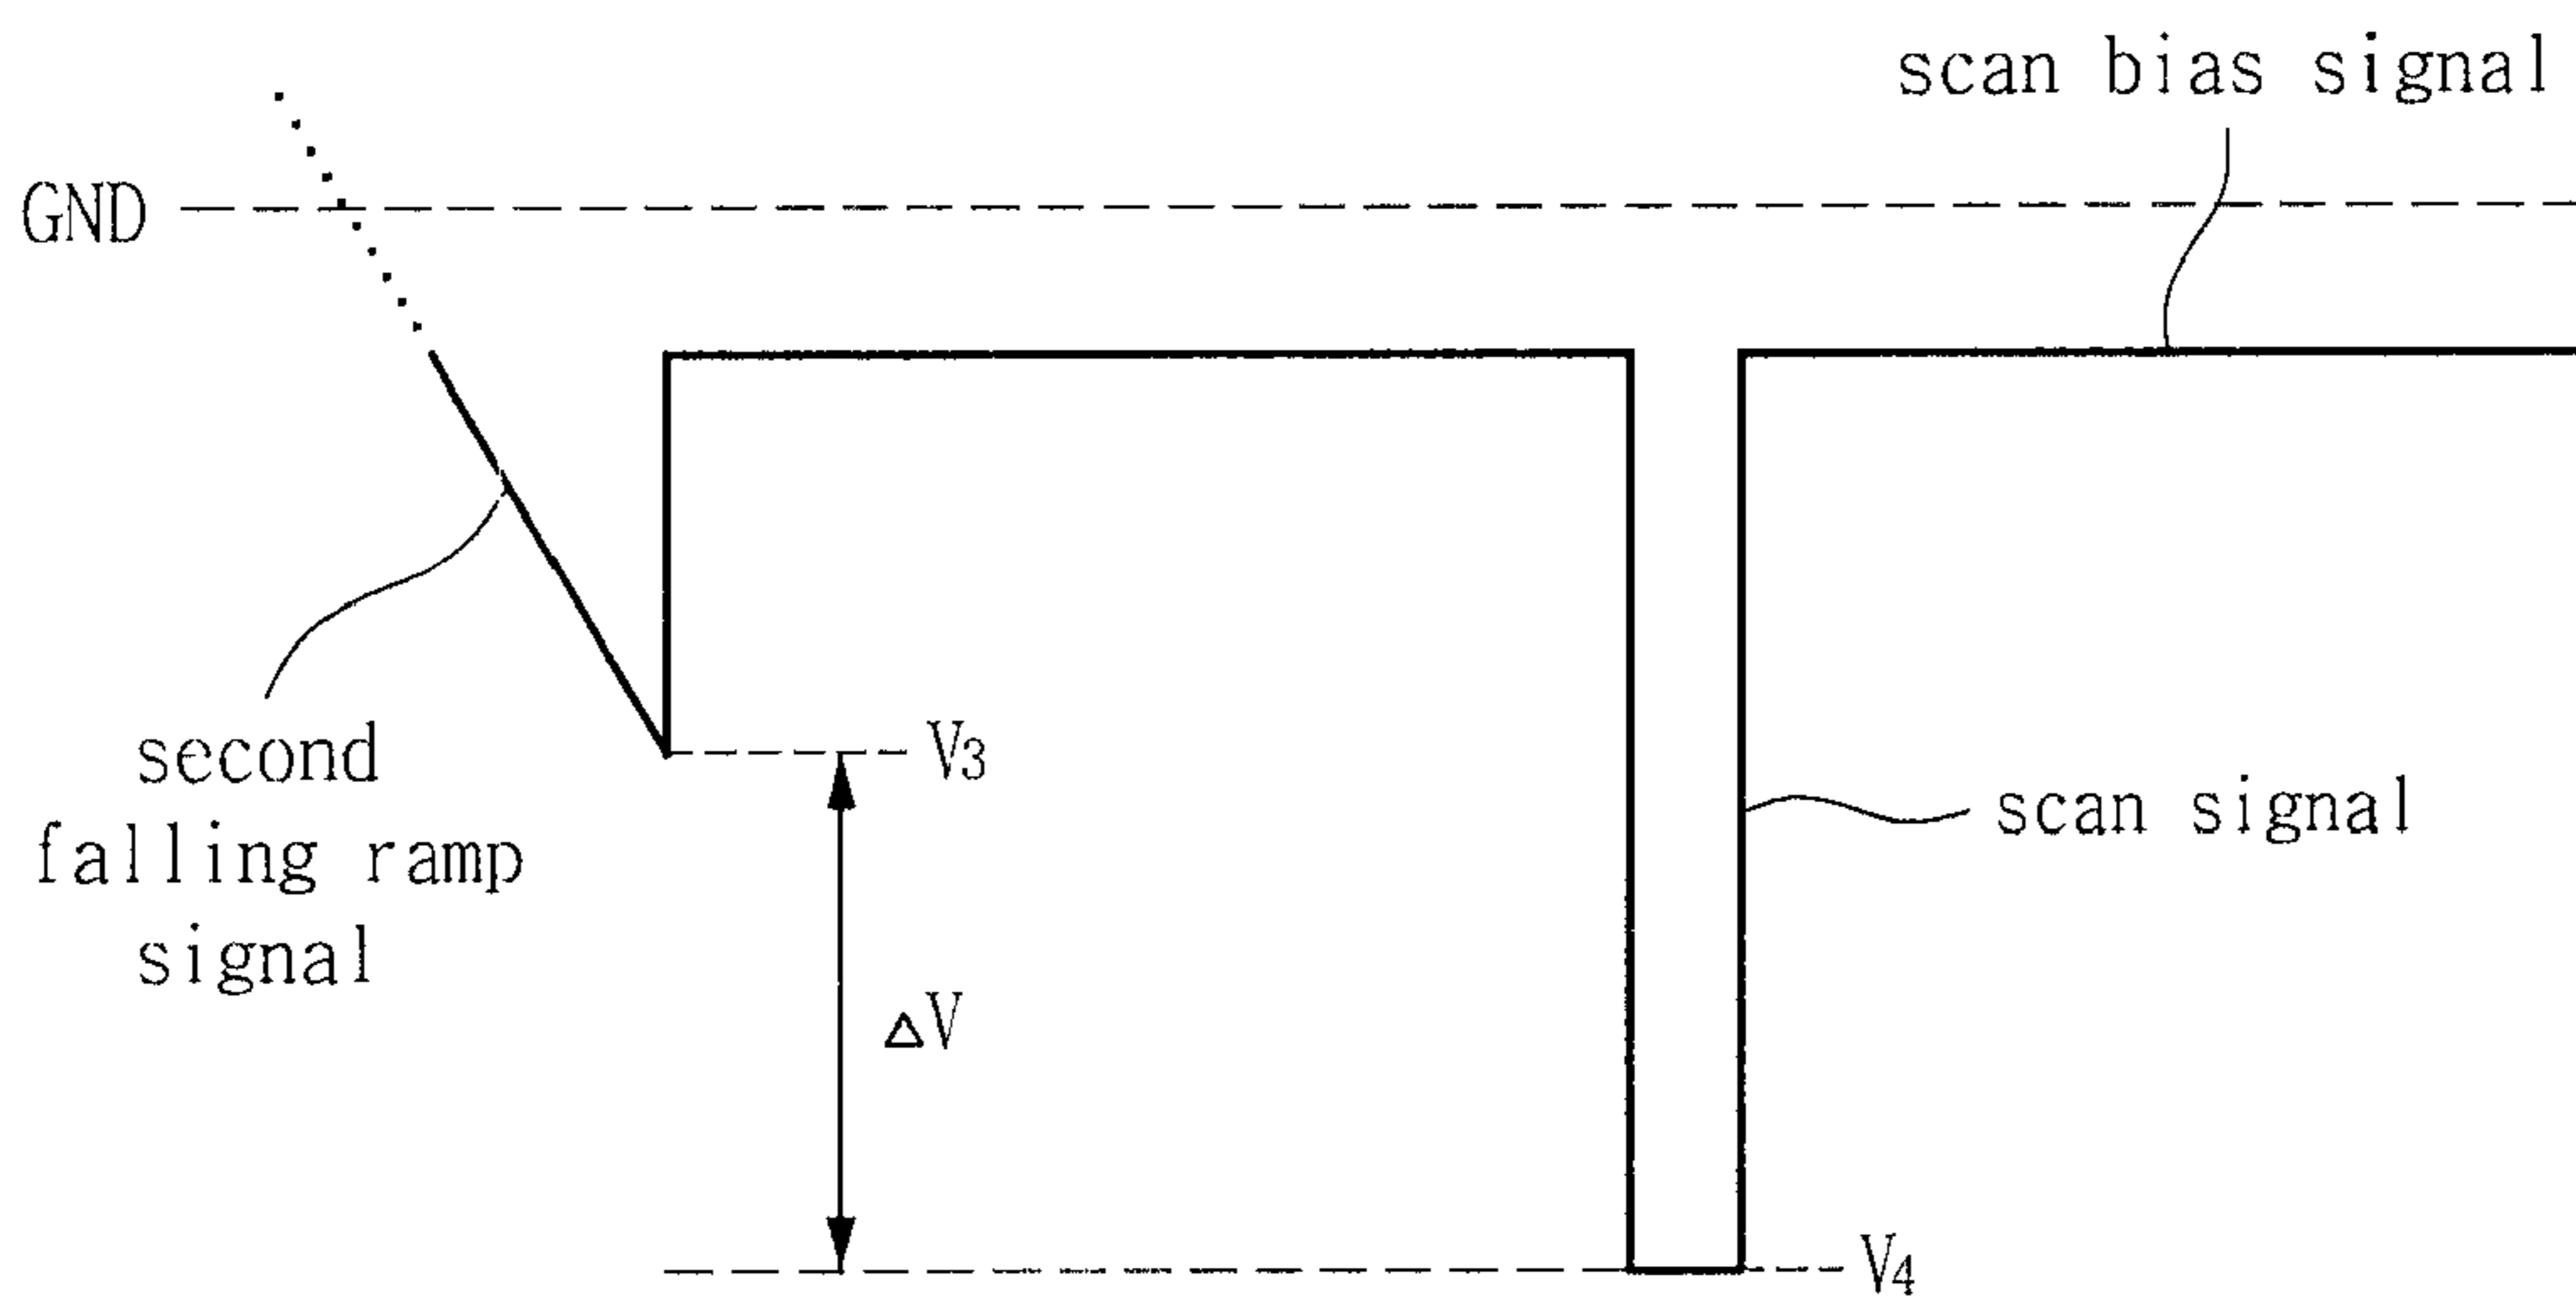 scan bias signal
GND
second
falling ramp
signal
V3
scan signal
ΔV
V4